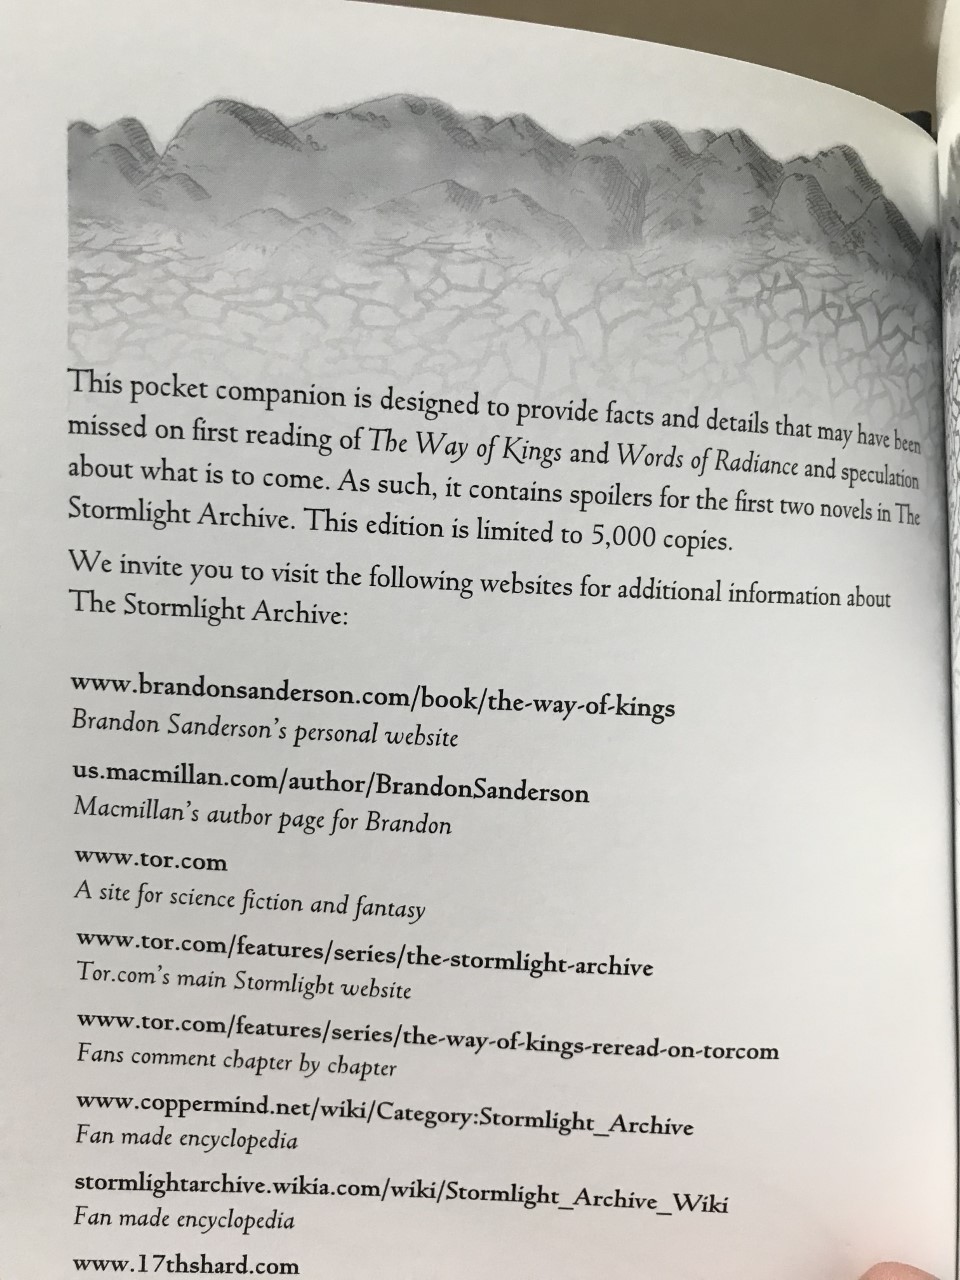 This pocket companion is designed to provide facts and details that may have been
missed on first reading of The Way of Kings and Words of Radiance and speculation
about what is to come. As such, it contains spoilers for the first two novels in The
Stormlight Archive. This edition is limited to 5,000 copies.
We invite you to visit the following websites for additional information about
The Stormlight Archive:
www.brandonsanderson.com/book/the-way-of-kings
Brandon Sanderson's personal website
us.macmillan.com/author/BrandonSanderson
Macmillan's author page for Brandon
www.tor.com
A site for science fiction and fantasy
www.tor.com/features/series/the-stormlight-archive
Tor.com's main Stormlight website
www.tor.com/features/series/the-way-of-kings-reread-on-torcom
Fans comment chapter by chapter
www.coppermind.net/wiki/Category:Stormlight_Archive
Fan made encyclopedia
stormlightarchive.wikia.com/wiki/Stormlight_Archive_Wiki
Fan made encyclopedia
www.17thshard.com